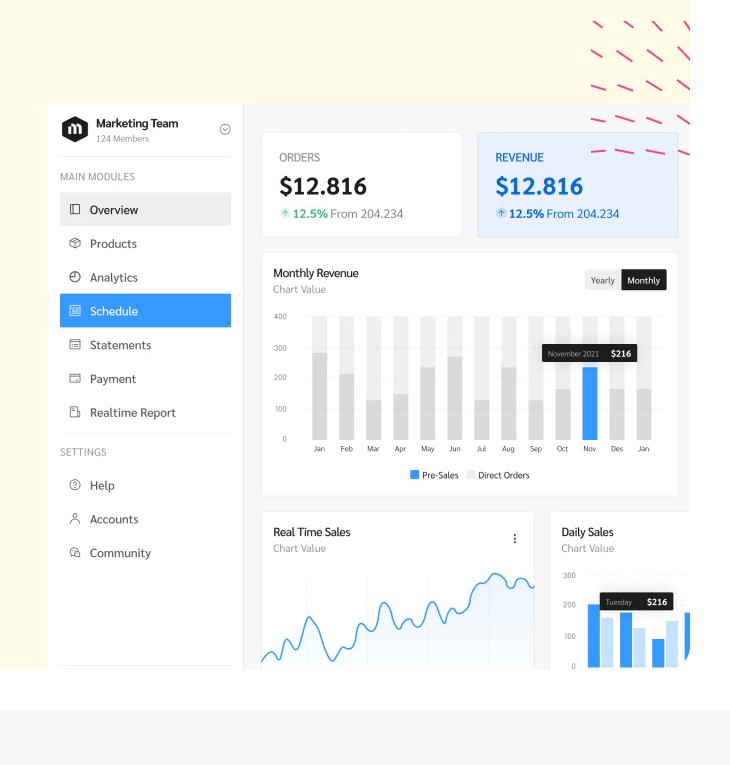 Marketing Team
124 Members
MAIN MODULES
Overview
Products
Analytics
Schedule
Statements
Payment
Realtime Report
SETTINGS
Help
Accounts
Community
ORDERS
$12.816
12.5% From 204.234
REVENUE
$12.816
12.5% From 204.234
Monthly Revenue
Chart Value
Yearly Monthly
400
300
200
100
0
November 2021 $216
Jan Feb Mar Apr May Jun Jul Aug Sep Oct Nov Des Jan
Pre-Sales Direct Orders
Real Time Sales
Chart Value
Daily Sales
Chart Value
300
200
100
0
Tuesday $216